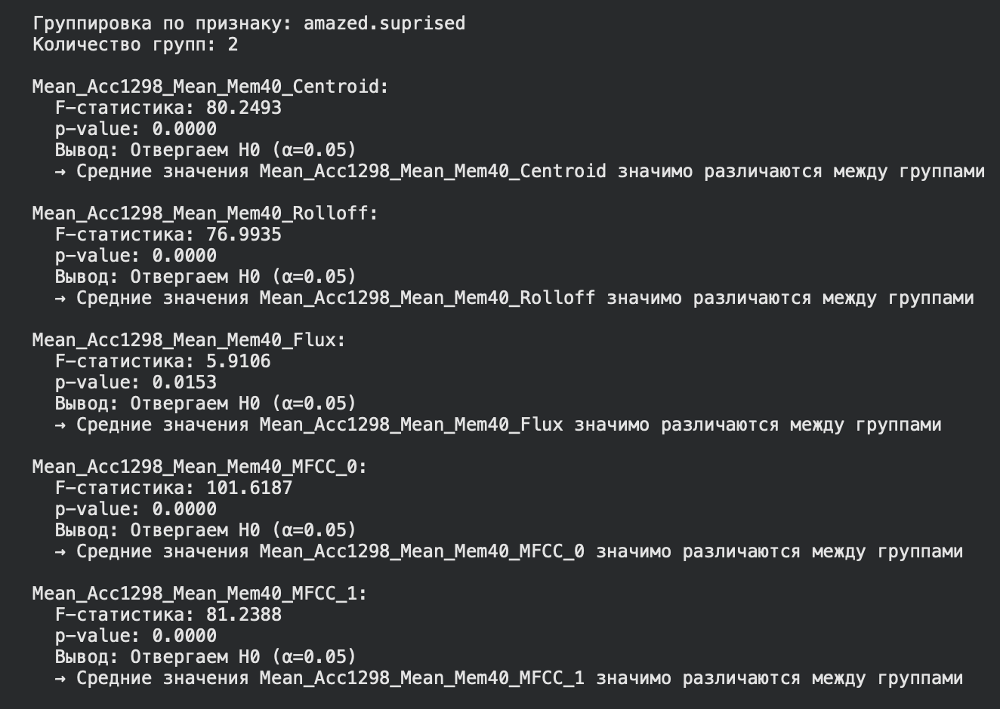 Группировка по признаку: amazed.suprised
Количество групп: 2
Mean_Acc1298_Mean_Mem40_Centroid:
F-статистика: 80.2493
p-value: 0.0000
Вывод: Отвергаем H0 (α=0.05)
→ Средние значения Mean_Acc1298_Mean_Mem40_Centroid значимо различаются между группами
Mean_Acc1298_Mean_Mem40_Rolloff:
F-статистика: 76.9935
p-value: 0.0000
Вывод: Отвергаем H0 (α=0.05)
→ Средние значения Mean_Acc1298_Mean_Mem40_Rolloff значимо различаются между группами
Mean_Acc1298_Mean_Mem40_Flux:
F-статистика: 5.9106
p-value: 0.0153
Вывод: Отвергаем H0 (α=0.05)
→ Средние значения Mean_Acc1298_Mean_Mem40_Flux значимо различаются между группами
Mean_Acc1298_Mean_Mem40_MFCC_0:
F-статистика: 101.6187
p-value: 0.0000
Вывод: Отвергаем H0 (α=0.05)
→ Средние значения Mean_Acc1298_Mean_Mem40_MFCC_0 значимо различаются между группами
Mean_Acc1298_Mean_Mem40_MFCC_1:
F-статистика: 81.2388
p-value: 0.0000
Вывод: Отвергаем H0 (α=0.05)
→ Средние значения Mean_Acc1298_Mean_Mem40_MFCC_1 значимо различаются между группами